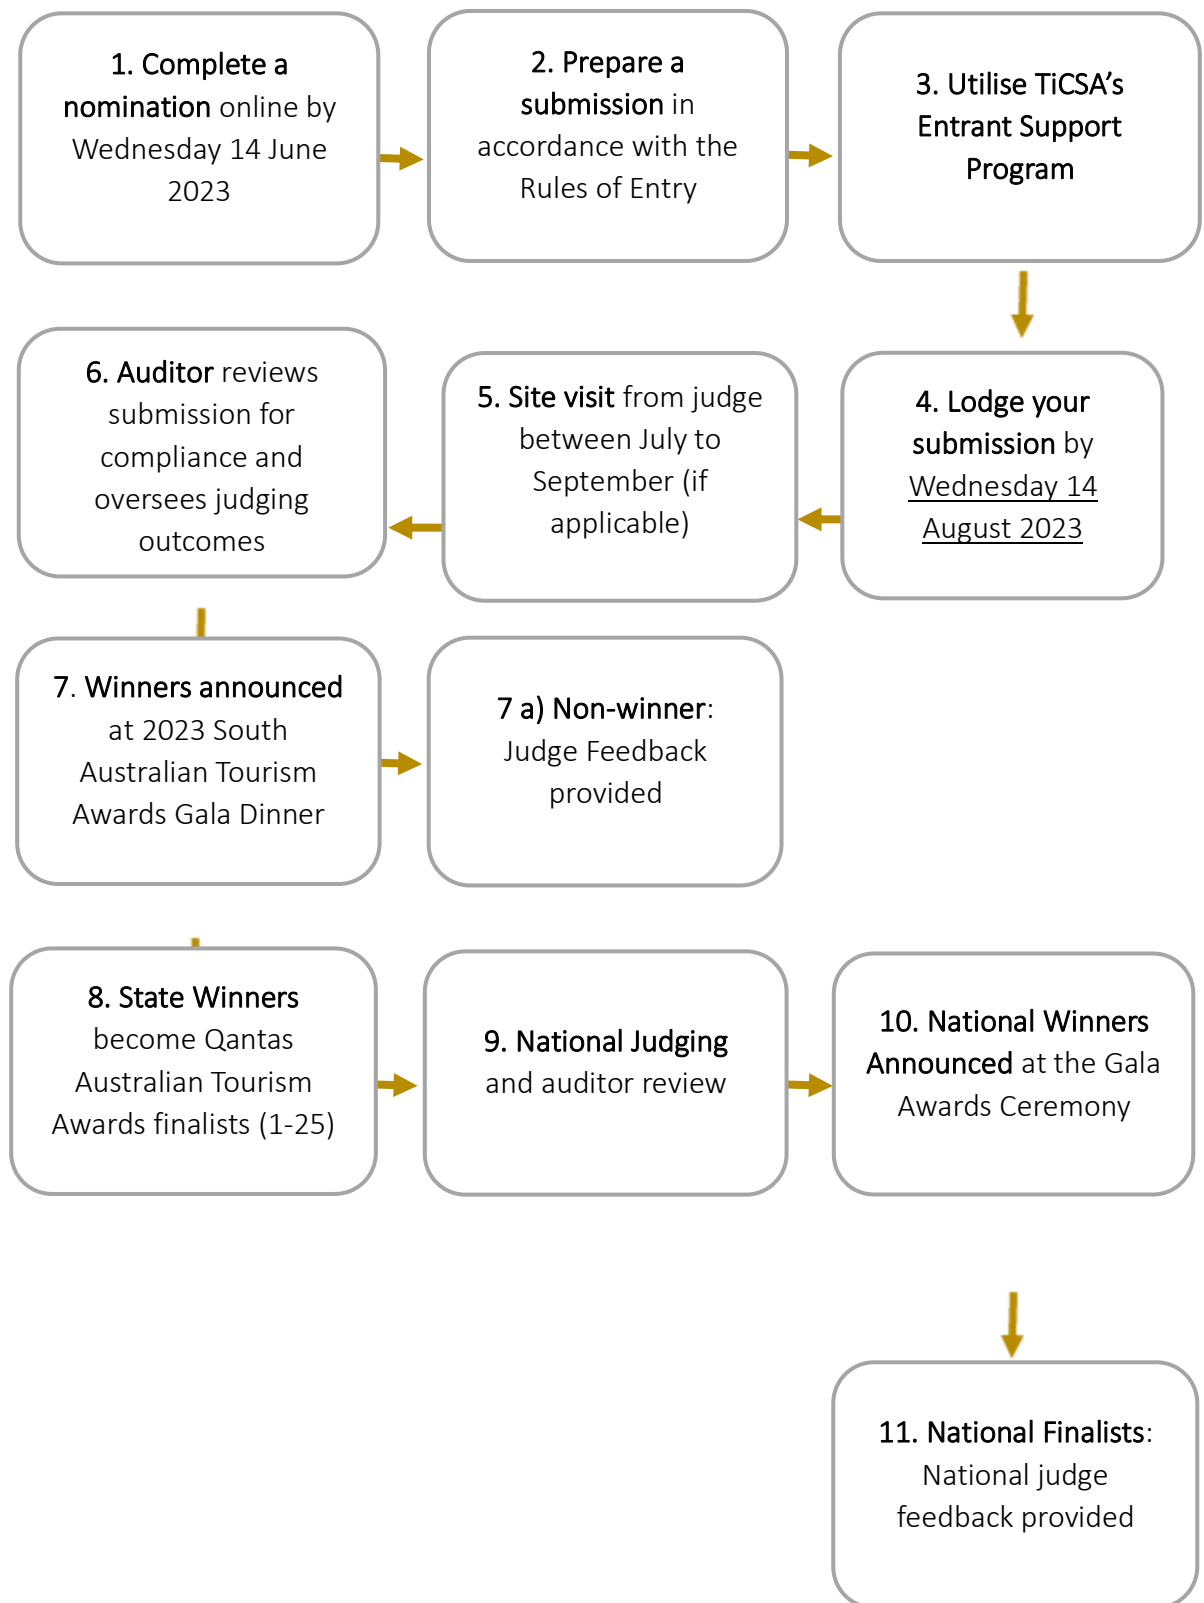 1. Complete a
nomination online by
Wednesday 14 June
2023
2. Prepare a
submission in
accordance with the
Rules of Entry
3. Utilise TiCSA's
Entrant Support
Program
4. Lodge your
submission by
Wednesday 14
August 2023
5. Site visit from judge
between July to
September (if
applicable)
6. Auditor reviews
submission for
compliance and
oversees judging
outcomes
7. Winners announced
at 2023 South
Australian Tourism
Awards Gala Dinner
7 a) Non-winner:
Judge Feedback
provided
8. State Winners
become Qantas
Australian Tourism
Awards finalists (1-25)
9. National Judging
and auditor review
10. National Winners
Announced at the Gala
Awards Ceremony
11. National Finalists:
National judge
feedback provided